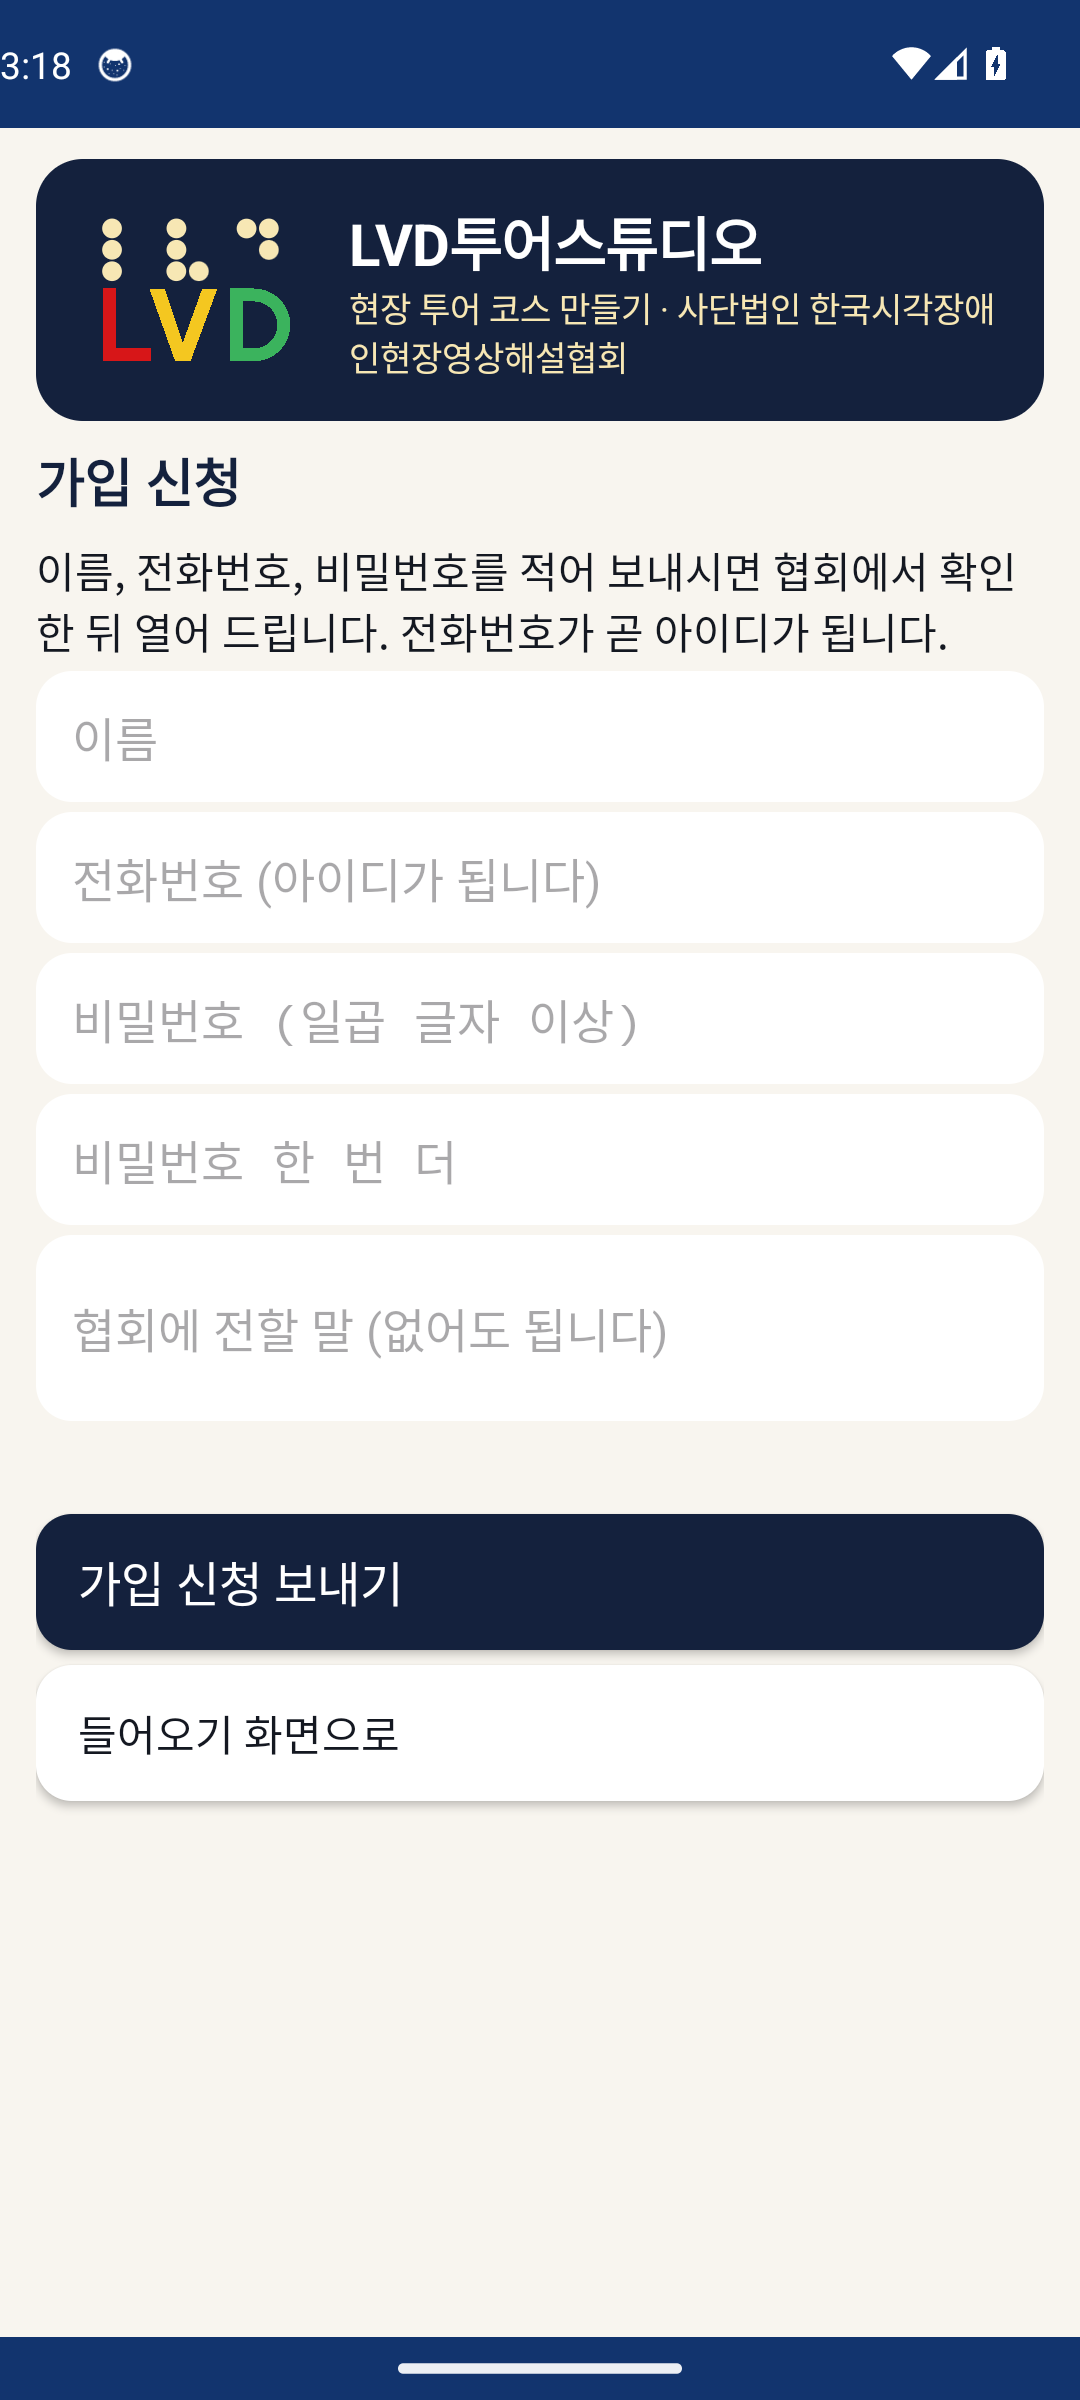 3:18
LVD
LVD투어스튜디오
현장 투어 코스 만들기 · 사단법인 한국시각장애
인현장영상해설협회
가입 신청
이름, 전화번호, 비밀번호를 적어 보내시면 협회에서 확인
한 뒤 열어 드립니다. 전화번호가 곧 아이디가 됩니다.
이름
전화번호 (아이디가 됩니다)
비밀번호 (일곱 글자 이상)
비밀번호 한 번 더
협회에 전할 말 (없어도 됩니다)
가입 신청 보내기
들어오기 화면으로